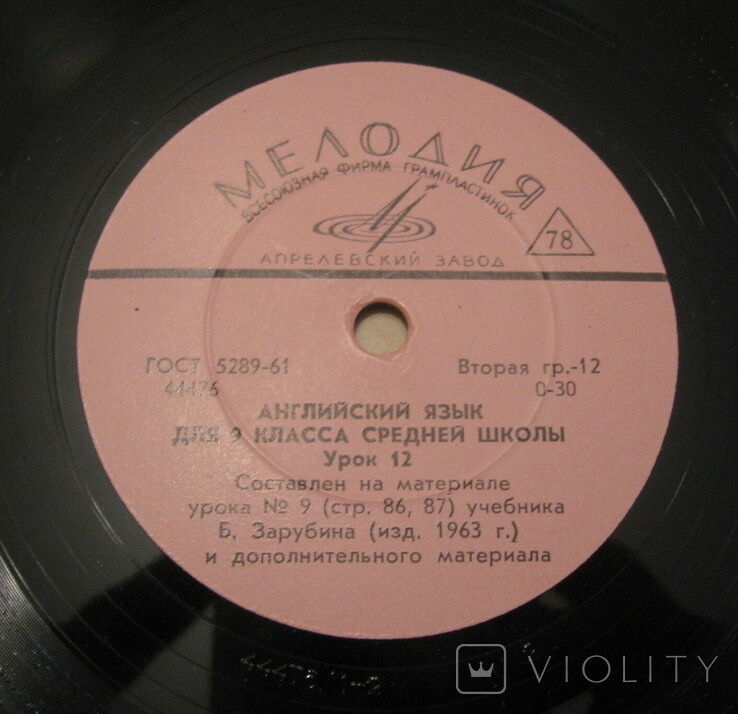 МЕЛОДИЯ
ВСЕСОЮЗНАЯ ФИРМА ГРАМПЛАСТИНОК
78
АПРЕЛЕВСКИЙ ЗАВОД
ГОСТ 5289-61
Вторая гр.-12
44476
0-30
АНГЛИЙСКИЙ ЯЗЫК
ДЛЯ 9 КЛАССА СРЕДНЕЙ ШКОЛЫ
Урок 12
Составлен на материале
урока № 9 (стр. 86, 87) учебника
Б. Зарубина (изд. 1963 г.)
и дополнительного материала
VIOLITY